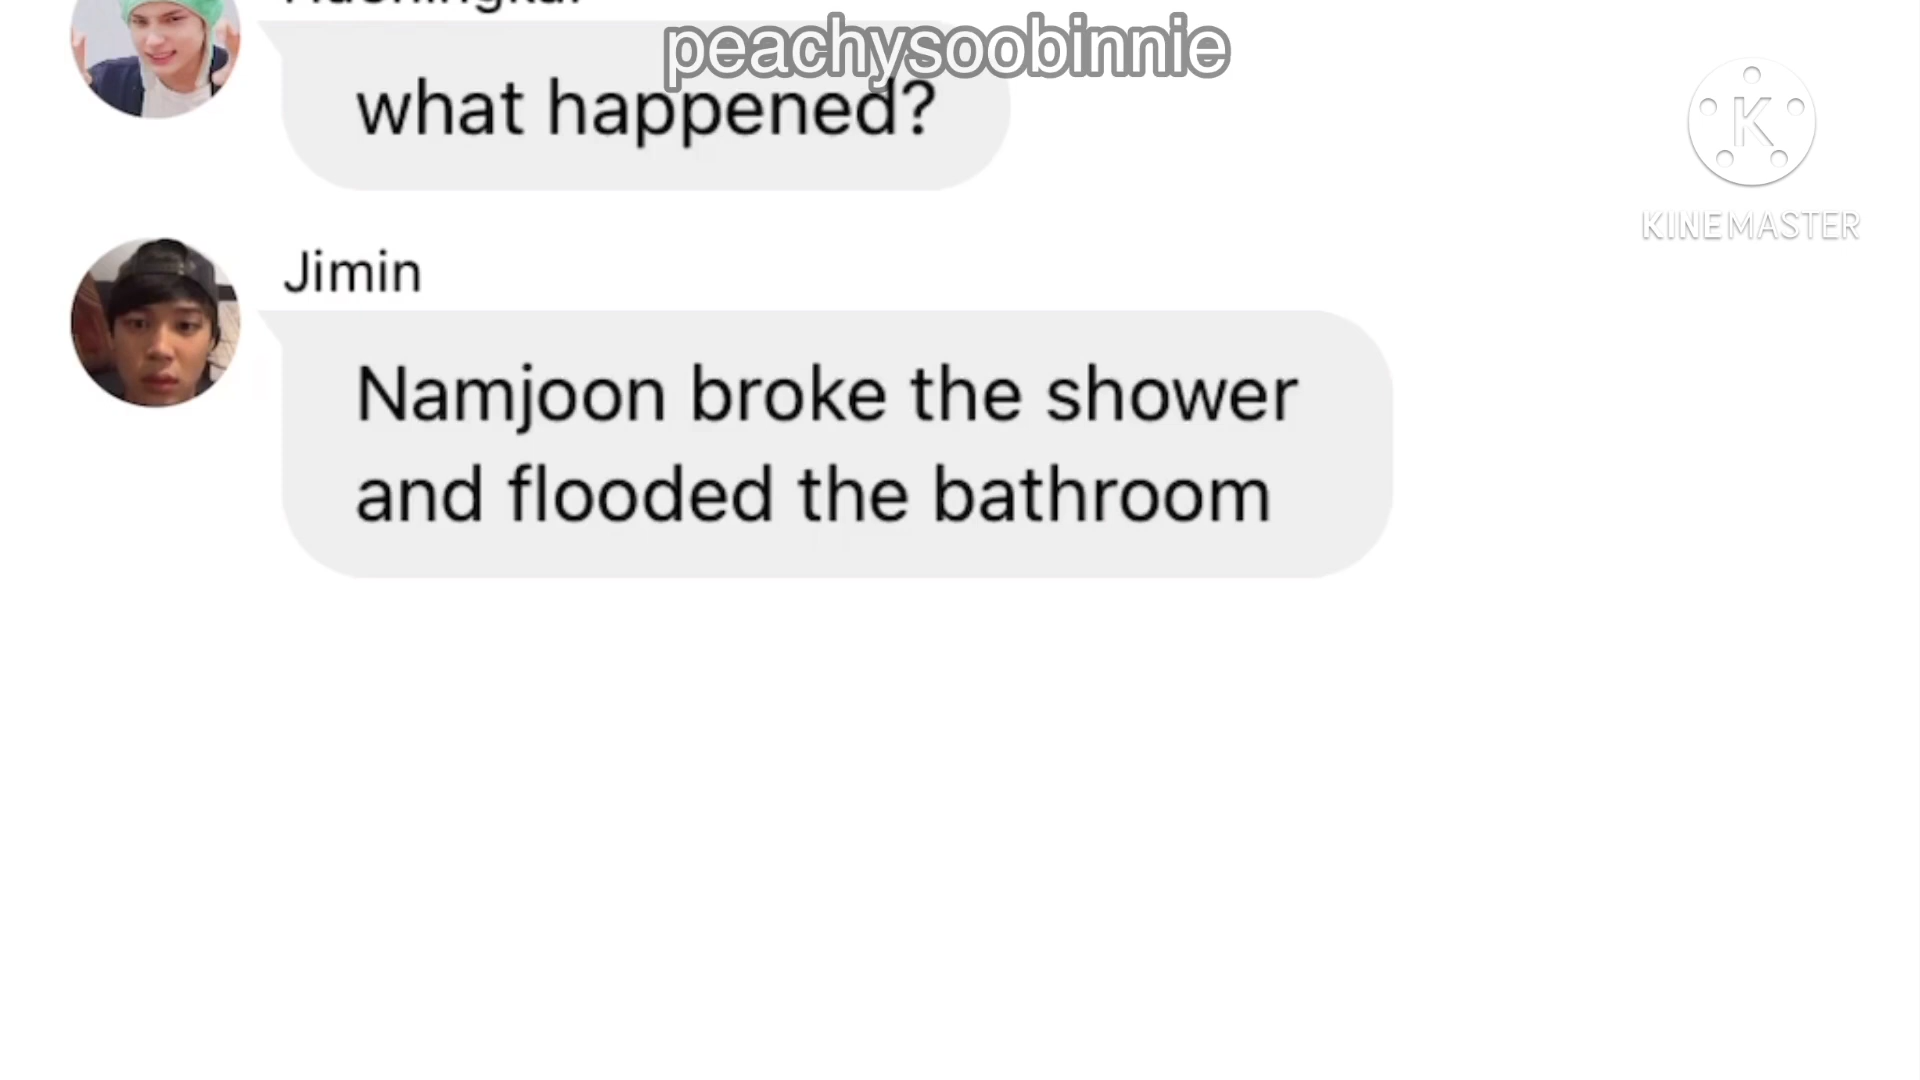 peachysoobinnie
what happened?
K
KINEMASTER
Jimin
Namjoon broke the shower
and flooded the bathroom